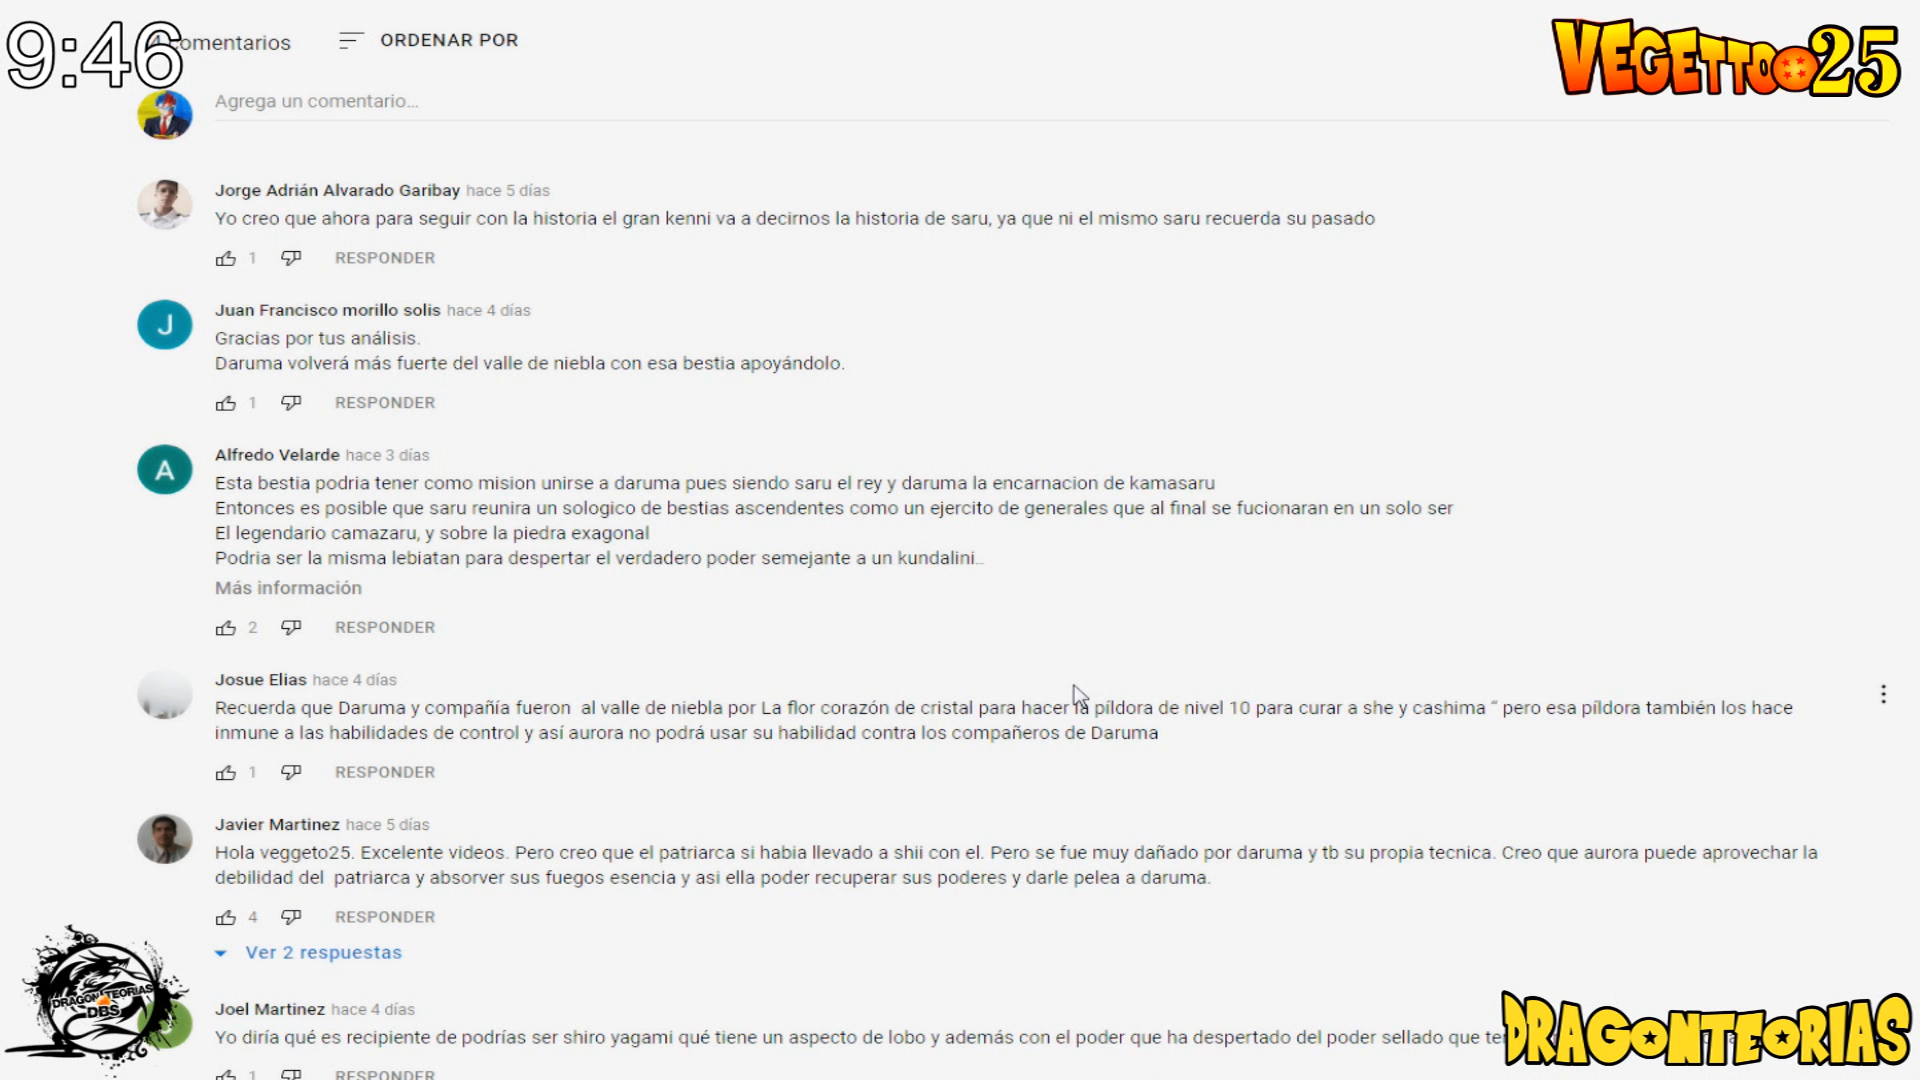 9:46
comentarios
ORDENAR POR
VEGETTO 25
Agrega un comentario...
Jorge Adrián Alvarado Garibay hace 5 días
Yo creo que ahora para seguir con la historia el gran kenni va a decirnos la historia de saru, ya que ni el mismo saru recuerda su pasado
1 RESPONDER
J
Juan Francisco morillo solis hace 4 días
Gracias por tus análisis.
Daruma volverá más fuerte del valle de niebla con esa bestia apoyándolo.
1 RESPONDER
A
Alfredo Velarde hace 3 días
Esta bestia podria tener como mision unirse a daruma pues siendo saru el rey y daruma la encarnacion de kamasaru
Entonces es posible que saru reunira un sologico de bestias ascendentes como un ejercito de generales que al final se fucionaran en un solo ser
El legendario camazaru, y sobre la piedra exagonal
Podria ser la misma lebiatan para despertar el verdadero poder semejante a un kundalini...
Más información
2 RESPONDER
Josue Elias hace 4 días
Recuerda que Daruma y compañía fueron  al valle de niebla por La flor corazón de cristal para hacer la píldora de nivel 10 para curar a she y cashima " pero esa píldora también los hace
inmune a las habilidades de control y así aurora no podrá usar su habilidad contra los compañeros de Daruma
1 RESPONDER
Javier Martinez hace 5 días
Hola veggeto25. Excelente videos. Pero creo que el patriarca si habia llevado a shii con el. Pero se fue muy dañado por daruma y tb su propia tecnica. Creo que aurora puede aprovechar la
debilidad del  patriarca y absorver sus fuegos esencia y asi ella poder recuperar sus poderes y darle pelea a daruma.
4 RESPONDER
Ver 2 respuestas
DRAGON TEORIAS
DBS
Joel Martinez hace 4 días
Yo diría qué es recipiente de podrías ser shiro yagami qué tiene un aspecto de lobo y además con el poder que ha despertado del poder sellado que
1 RESPONDER
DRAGONTEORIAS